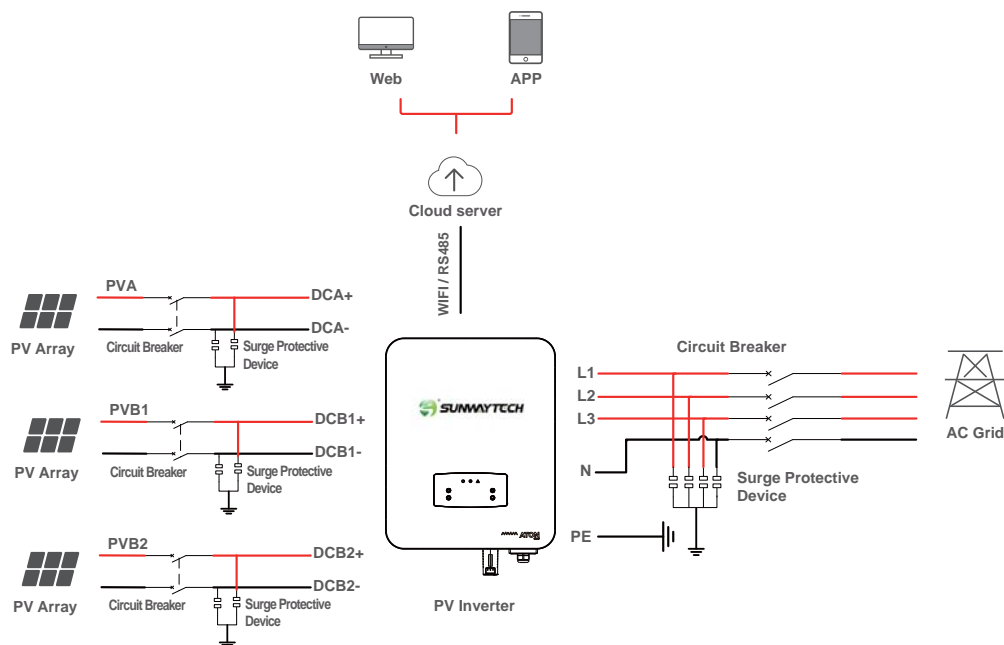 Web
APP
Cloud server
WIFI / RS485
PVA
DCA+
DCA-
PV Array
Circuit Breaker
Surge Protective
Device
PVB1
DCB1+
DCB1-
PV Array
Circuit Breaker
Surge Protective
Device
PVB2
DCB2+
DCB2-
PV Array
Circuit Breaker
Surge Protective
Device
SUNWAYTECH
PV Inverter
Circuit Breaker
L1
L2
L3
N
PE
Surge Protective
Device
AC Grid